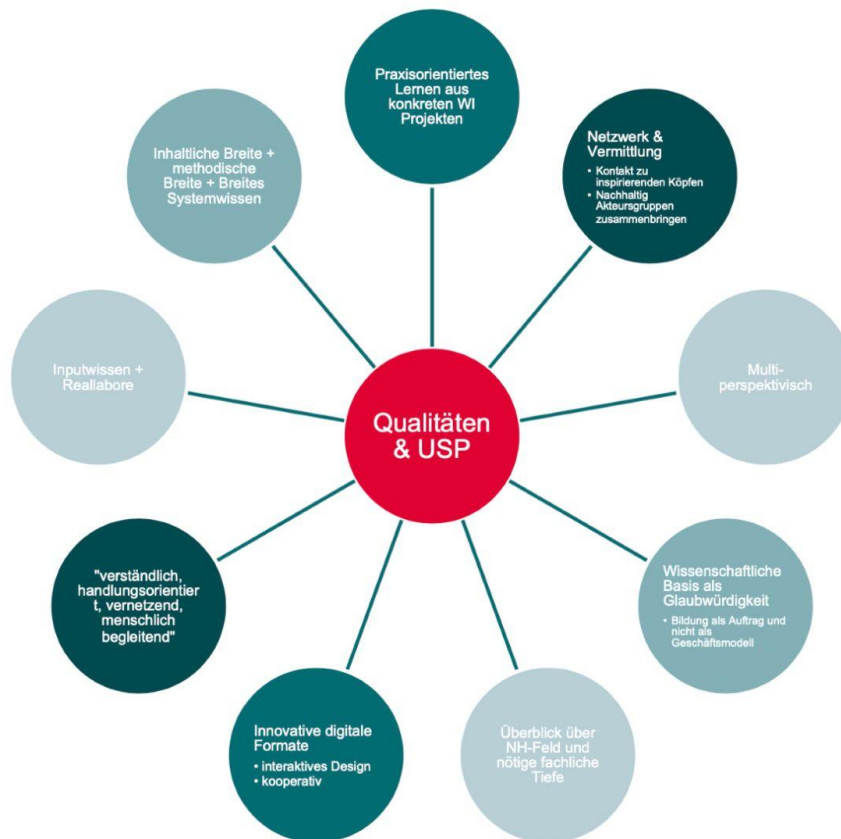 Praxisorientiertes
Lernen aus
konkreten WI
Projekten
Netzwerk &
Vermittlung
• Kontakt zu
inspirierenden Köpfen
• Nachhaltig
Akteursgruppen
zusammenbringen
Multi-
perspektivisch
Wissenschaftliche
Basis als
Glaubwürdigkeit
• Bildung als Auftrag und
nicht als
Geschäftsmodell
Überblick über
NH-Feld und
nötige fachliche
Tiefe
Innovative digitale
Formate
• interaktives Design
• kooperativ
"verständlich,
handlungsorientier
t, vernetzend,
menschlich
begleitend"
Inputwissen +
Reallabore
Inhaltliche Breite +
methodische
Breite + Breites
Systemwissen
Qualitäten
& USP